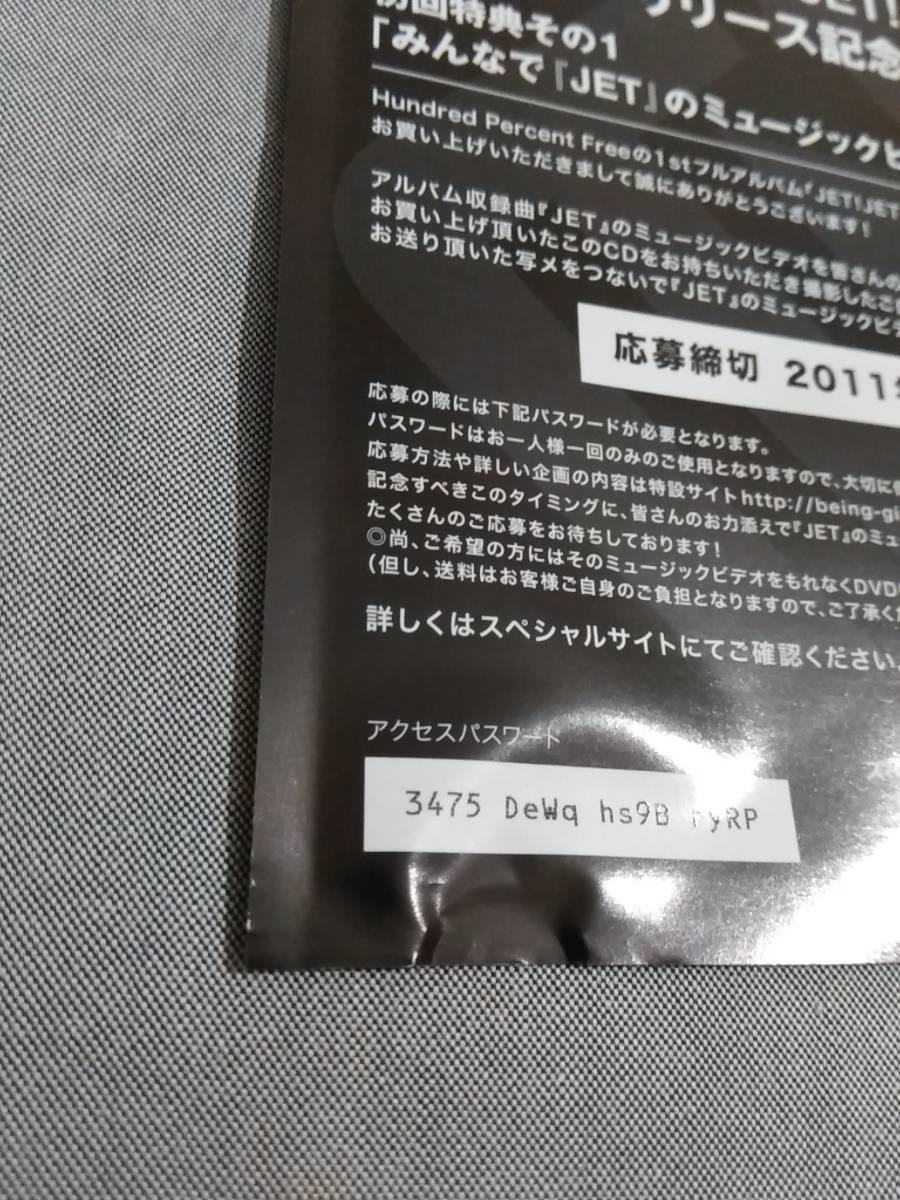 JET!
リース記念
初回特典その1
「みんなで『JET』のミュージックビ
Hundred Percent Freeの1stフルアルバム『JET!JET
お買い上げいただきまして誠にありがとうございます!
アルバム収録曲『JET』のミュージックビデオを皆さんの
お買い上げ頂いたこのCDをお持ちいただき撮影したご
お送り頂いた写メをつないで『JET』のミュージックビデ
応募締切 2011年
応募の際には下記パスワードが必要となります。
パスワードはお一人様一回のみのご使用となりますので、大切に
応募方法や詳しい企画の内容は特設サイトhttp://being-gi
記念すべきこのタイミングに、皆さんのお力添えで『JET』のミュ
たくさんのご応募をお待ちしております!
◎尚、ご希望の方にはそのミュージックビデオをもれなくDVD
(但し、送料はお客様ご自身のご負担となりますので、ご了承くだ
詳しくはスペシャルサイトにてご確認ください。
アクセスパスワード
3475 DeWq hs9B ryRP